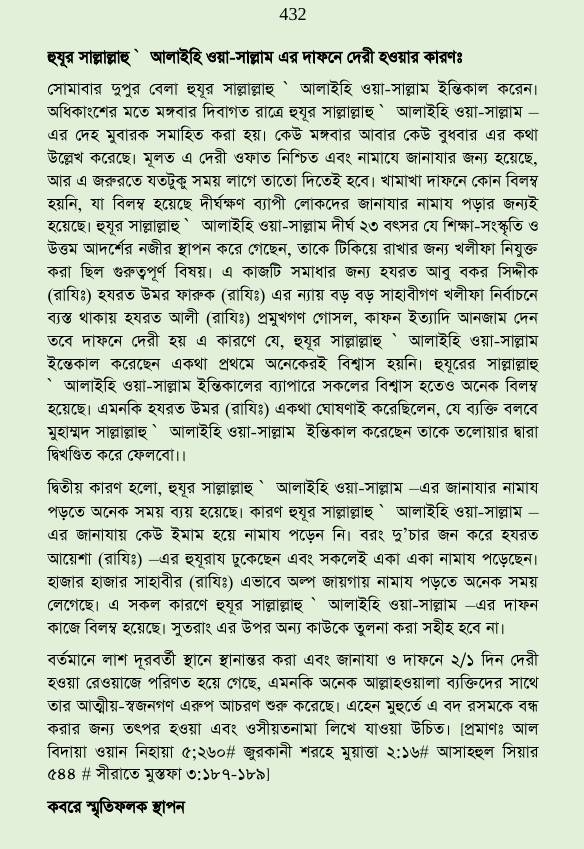 432
হুযূর সাল্লাল্লাহু ` আলাইহি ওয়া-সাল্লাম এর দাফনে দেরী হওয়ার কারণঃ
সোমাবার দুপুর বেলা হুযূর সাল্লাল্লাহু ` আলাইহি ওয়া-সাল্লাম ইন্তিকাল করেন।
অধিকাংশের মতে মঙ্গবার দিবাগত রাত্রে হুযূর সাল্লাল্লাহু ` আলাইহি ওয়া-সাল্লাম –
এর দেহ মুবারক সমাহিত করা হয়। কেউ মঙ্গবার আবার কেউ বুধবার এর কথা
উল্লেখ করেছে। মূলত এ দেরী ওফাত নিশ্চিত এবং নামাযে জানাযার জন্য হয়েছে,
আর এ জরুরতে যতটুকু সময় লাগে তাতো দিতেই হবে। খামাখা দাফনে কোন বিলম্ব
হয়নি, যা বিলম্ব হয়েছে দীর্ঘক্ষণ ব্যাপী লোকদের জানাযার নামায পড়ার জন্যই
হয়েছে। হুযূর সাল্লাল্লাহু ` আলাইহি ওয়া-সাল্লাম দীর্ঘ ২৩ বৎসর যে শিক্ষা-সংস্কৃতি ও
উত্তম আদর্শের নজীর স্থাপন করে গেছেন, তাকে টিকিয়ে রাখার জন্য খলীফা নিযুক্ত
করা ছিল গুরুত্বপূর্ণ বিষয়। এ কাজটি সমাধার জন্য হযরত আবু বকর সিদ্দীক
(রাযিঃ) হযরত উমর ফারুক (রাযিঃ) এর ন্যায় বড় বড় সাহাবীগণ খলীফা নির্বাচনে
ব্যস্ত থাকায় হযরত আলী (রাযিঃ) প্রমুখগণ গোসল, কাফন ইত্যাদি আনজাম দেন
তবে দাফনে দেরী হয় এ কারণে যে, হুযূর সাল্লাল্লাহু ` আলাইহি ওয়া-সাল্লাম
ইন্তেকাল করেছেন একথা প্রথমে অনেকেরই বিশ্বাস হয়নি। হুযূরের সাল্লাল্লাহু
` আলাইহি ওয়া-সাল্লাম ইন্তিকালের ব্যাপারে সকলের বিশ্বাস হতেও অনেক বিলম্ব
হয়েছে। এমনকি হযরত উমর (রাযিঃ) একথা ঘোষণাই করেছিলেন, যে ব্যক্তি বলবে
মুহাম্মদ সাল্লাল্লাহু ` আলাইহি ওয়া-সাল্লাম ইন্তিকাল করেছেন তাকে তলোয়ার দ্বারা
দ্বিখণ্ডিত করে ফেলবো।।
দ্বিতীয় কারণ হলো, হুযূর সাল্লাল্লাহু ` আলাইহি ওয়া-সাল্লাম –এর জানাযার নামায
পড়তে অনেক সময় ব্যয় হয়েছে। কারণ হুযূর সাল্লাল্লাহু ` আলাইহি ওয়া-সাল্লাম –
এর জানাযায় কেউ ইমাম হয়ে নামায পড়েন নি। বরং দু’চার জন করে হযরত
আয়েশা (রাযিঃ) –এর হুযূরায ঢুকেছেন এবং সকলেই একা একা নামায পড়েছেন।
হাজার হাজার সাহাবীর (রাযিঃ) এভাবে অল্প জায়গায় নামায পড়তে অনেক সময়
লেগেছে। এ সকল কারণে হুযূর সাল্লাল্লাহু ` আলাইহি ওয়া-সাল্লাম –এর দাফন
কাজে বিলম্ব হয়েছে। সুতরাং এর উপর অন্য কাউকে তুলনা করা সহীহ হবে না।
বর্তমানে লাশ দূরবর্তী স্থানে স্থানান্তর করা এবং জানাযা ও দাফনে ২/১ দিন দেরী
হওয়া রেওয়াজে পরিণত হয়ে গেছে, এমনকি অনেক আল্লাহওয়ালা ব্যক্তিদের সাথে
তার আত্মীয়-স্বজনগণ এরুপ আচরণ শুরু করেছে। এহেন মুহুর্তে এ বদ রসমকে বন্ধ
করার জন্য তৎপর হওয়া এবং ওসীয়তনামা লিখে যাওয়া উচিত। [প্রমাণঃ আল
বিদায়া ওয়ান নিহায়া ৫;২৬০# জুরকানী শরহে মুয়াত্তা ২:১৬# আসাহহুল সিয়ার
৫৪৪ # সীরাতে মুস্তফা ৩:১৮৭-১৮৯]
কবরে স্মৃতিফলক স্থাপন